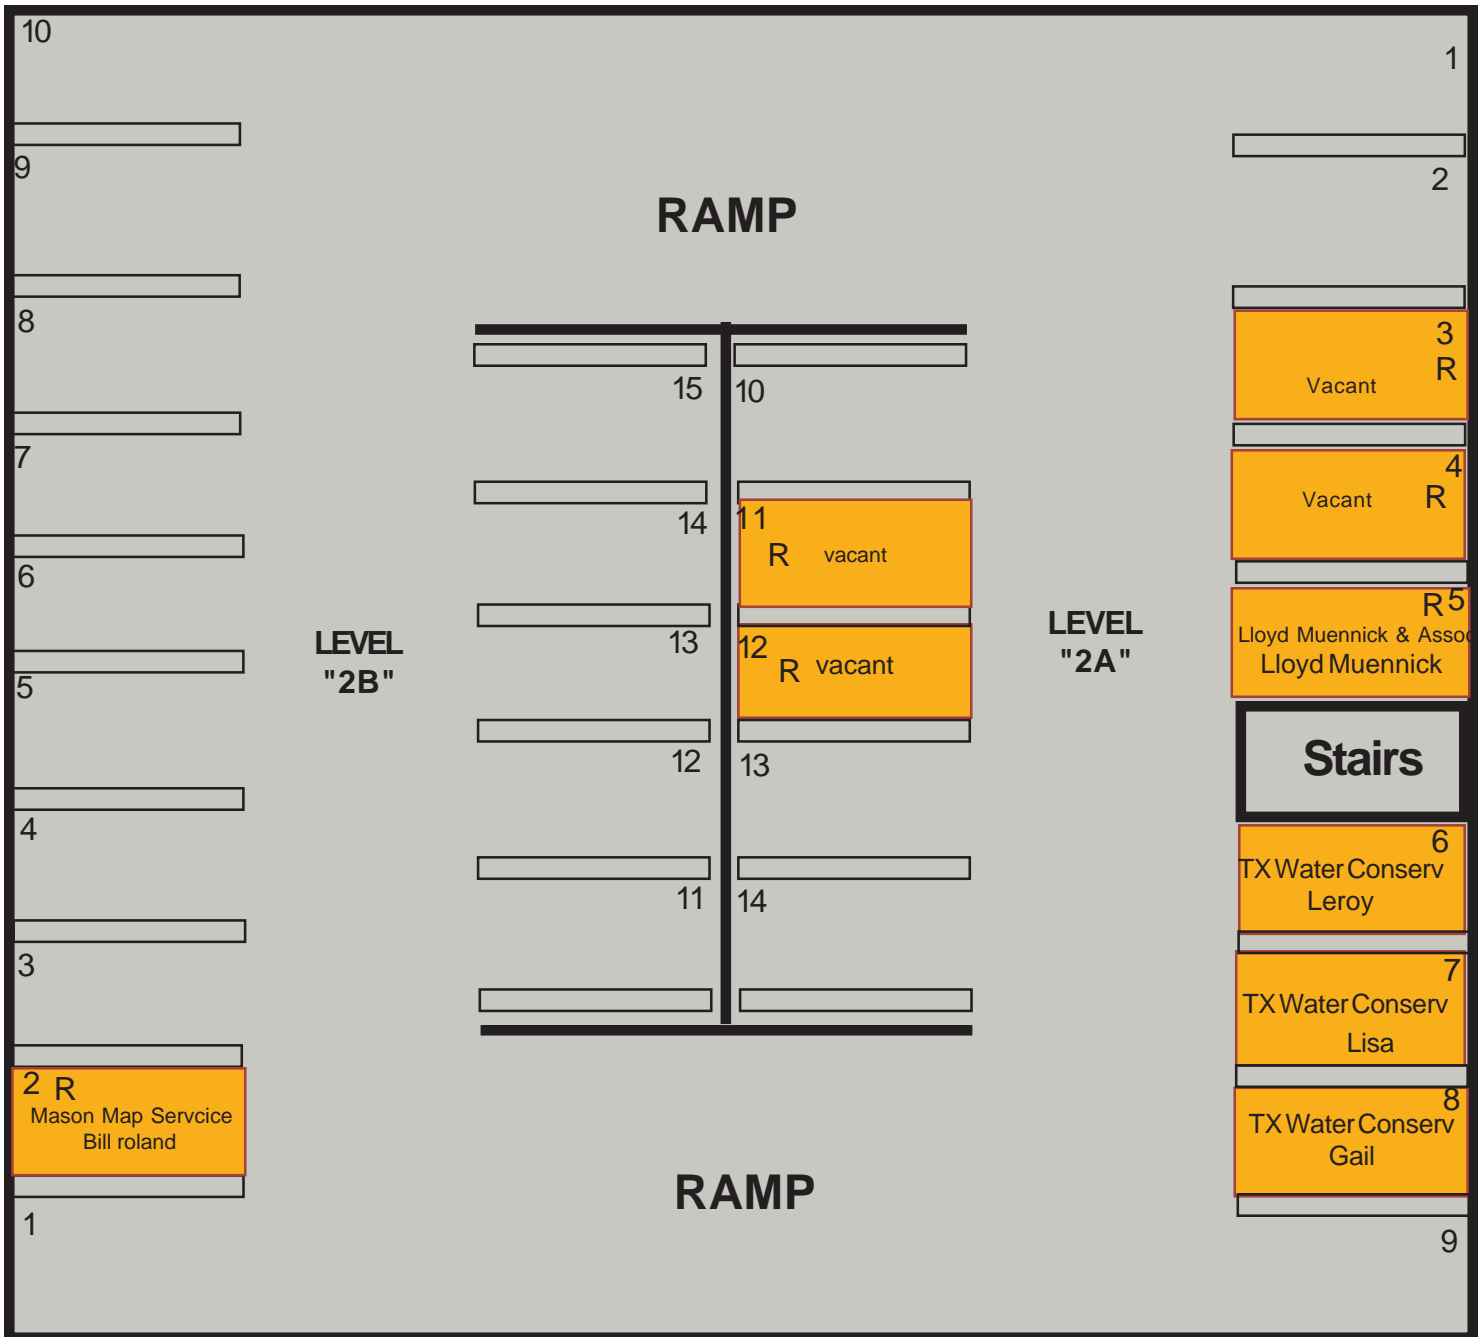 10
1
9
2
RAMP
8
3
R
Vacant
15
10
7
4
Vacant R
14
11
R vacant
6
R 5
Lloyd Muennick & Assoc
Lloyd Muennick
LEVEL
"2B"
13
12
R vacant
LEVEL
"2A"
5
12
13
Stairs
4
6
TX Water Conserv
Leroy
11
14
3
7
TX Water Conserv
Lisa
2 R
Mason Map Servcice
Bill roland
8
TX Water Conserv
Gail
RAMP
1
9